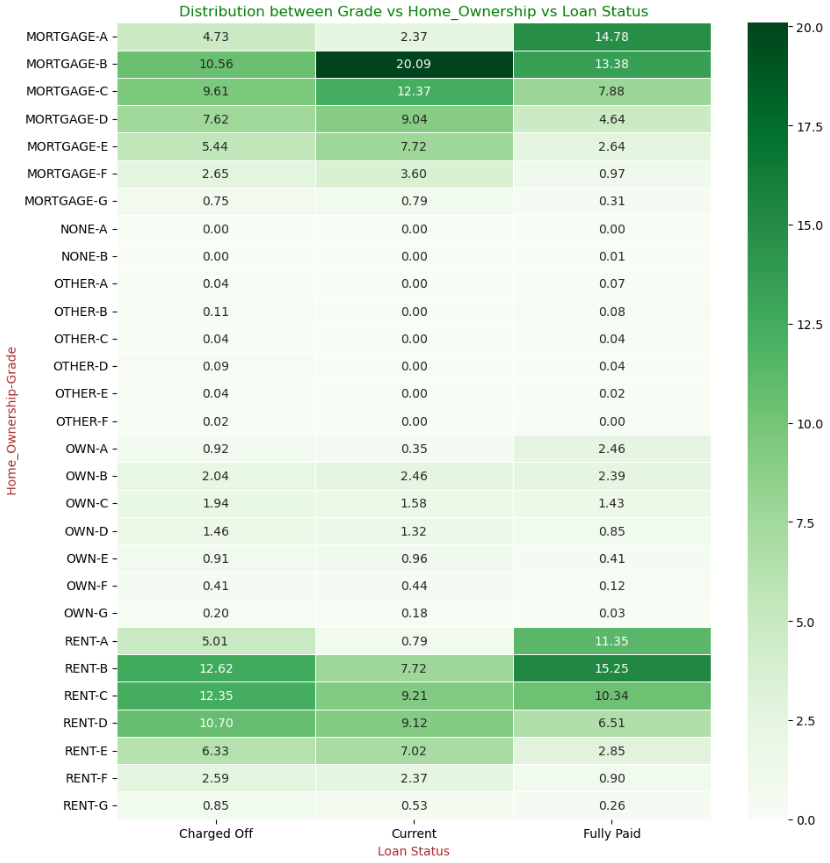 Distribution between Grade vs Home_Ownership vs Loan Status
MORTGAGE-A 4.73 2.37 14.78
MORTGAGE-B 10.56 20.09 13.38
MORTGAGE-C 9.61 12.37 7.88
MORTGAGE-D 7.62 9.04 4.64
MORTGAGE-E 5.44 7.72 2.64
MORTGAGE-F 2.65 3.60 0.97
MORTGAGE-G 0.75 0.79 0.31
NONE-A 0.00 0.00 0.00
NONE-B 0.00 0.00 0.01
OTHER-A 0.04 0.00 0.07
OTHER-B 0.11 0.00 0.08
OTHER-C 0.04 0.00 0.04
OTHER-D 0.09 0.00 0.04
OTHER-E 0.04 0.00 0.02
OTHER-F 0.02 0.00 0.00
OWN-A 0.92 0.35 2.46
OWN-B 2.04 2.46 2.39
OWN-C 1.94 1.58 1.43
OWN-D 1.46 1.32 0.85
OWN-E 0.91 0.96 0.41
OWN-F 0.41 0.44 0.12
OWN-G 0.20 0.18 0.03
RENT-A 5.01 0.79 11.35
RENT-B 12.62 7.72 15.25
RENT-C 12.35 9.21 10.34
RENT-D 10.70 9.12 6.51
RENT-E 6.33 7.02 2.85
RENT-F 2.59 2.37 0.90
RENT-G 0.85 0.53 0.26
Charged Off Current Fully Paid
Loan Status
Home_Ownership-Grade
20.0
17.5
15.0
12.5
10.0
7.5
5.0
2.5
0.0